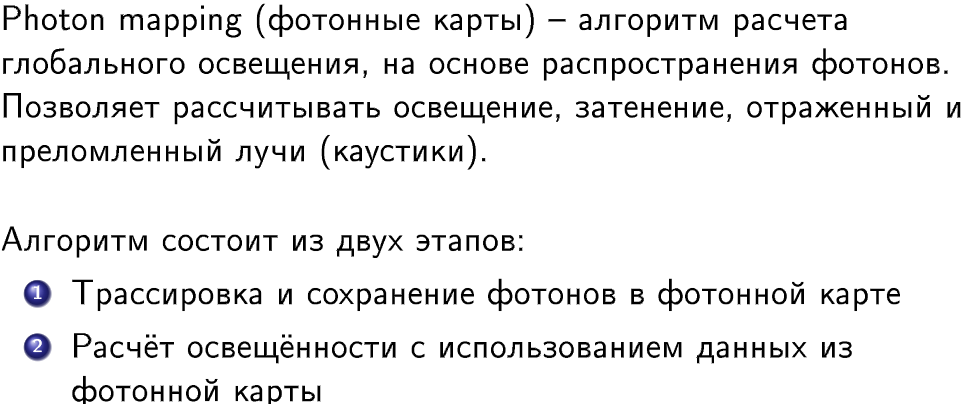 Photon mapping (фотонные карты) – алгоритм расчета
глобального освещения, на основе распространения фотонов.
Позволяет рассчитывать освещение, затенение, отраженный и
преломленный лучи (каустики).
Алгоритм состоит из двух этапов:
1 Трассировка и сохранение фотонов в фотонной карте
2 Расчёт освещённости с использованием данных из
фотонной карты